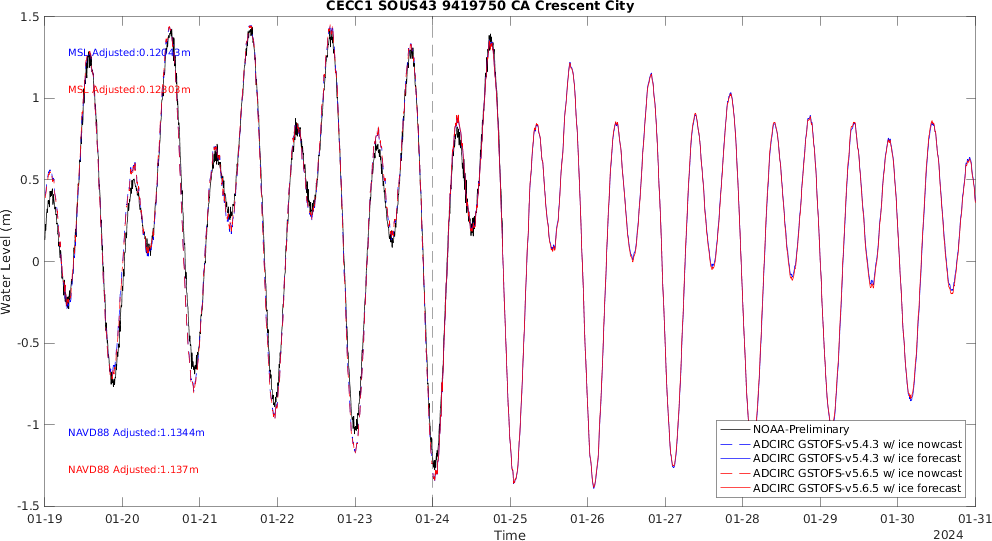 CECC1 SOUS43 9419750 CA Crescent City
1.5
1
0.5
0
-0.5
-1
-1.5
Water Level (m)
MSL Adjusted:0.12043m
MSL Adjusted:0.12303m
NAVD88 Adjusted:1.1344m
NAVD88 Adjusted:1.137m
NOAA-Preliminary
ADCIRC GSTOFS-v5.4.3 w/ ice nowcast
ADCIRC GSTOFS-v5.4.3 w/ ice forecast
ADCIRC GSTOFS-v5.6.5 w/ ice nowcast
ADCIRC GSTOFS-v5.6.5 w/ ice forecast
01-19 01-20 01-21 01-22 01-23 01-24 01-25 01-26 01-27 01-28 01-29 01-30 01-31
Time
2024